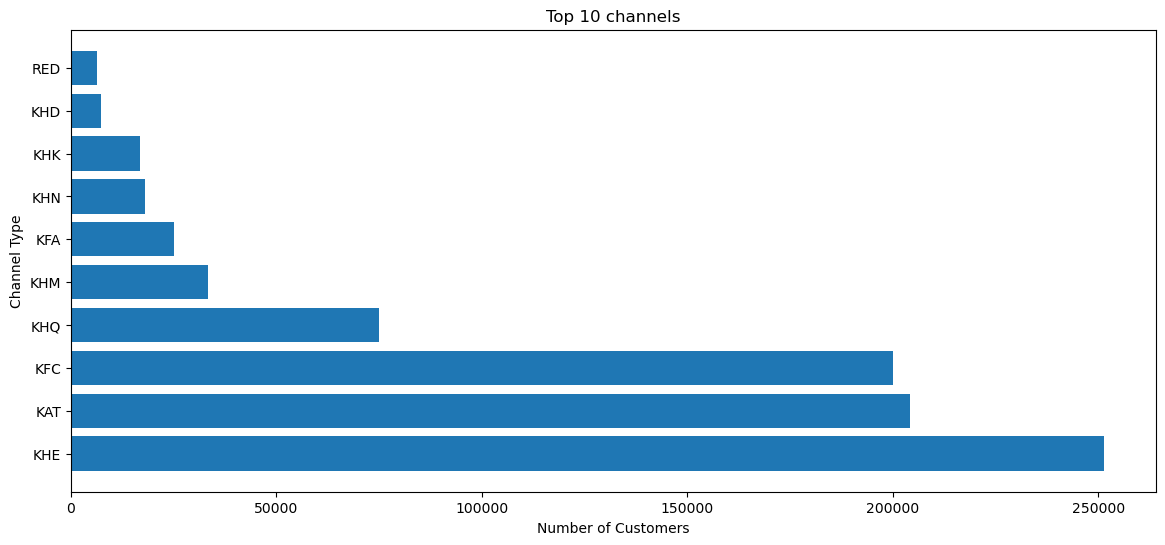 Top 10 channels
RED
KHD
KHK
KHN
KFA
KHM
KHQ
KFC
KAT
KHE
Channel Type
0 50000 100000 150000 200000 250000
Number of Customers